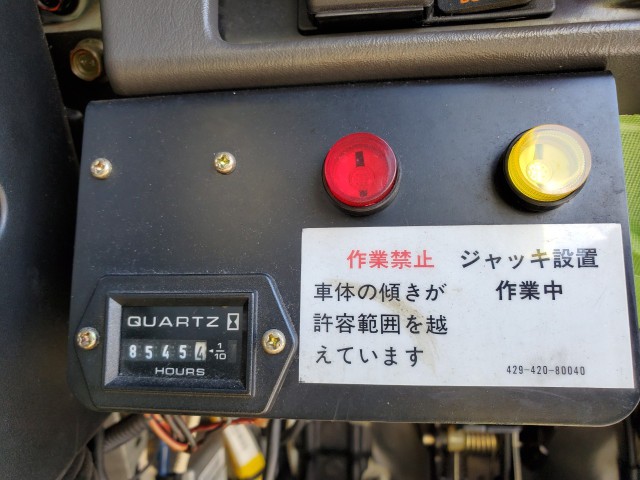 作業禁止 ジャッキ設置
車体の傾きが 作業中
許容範囲を越
えています
429-420-80040
QUARTZ
85454 1/10
HOURS